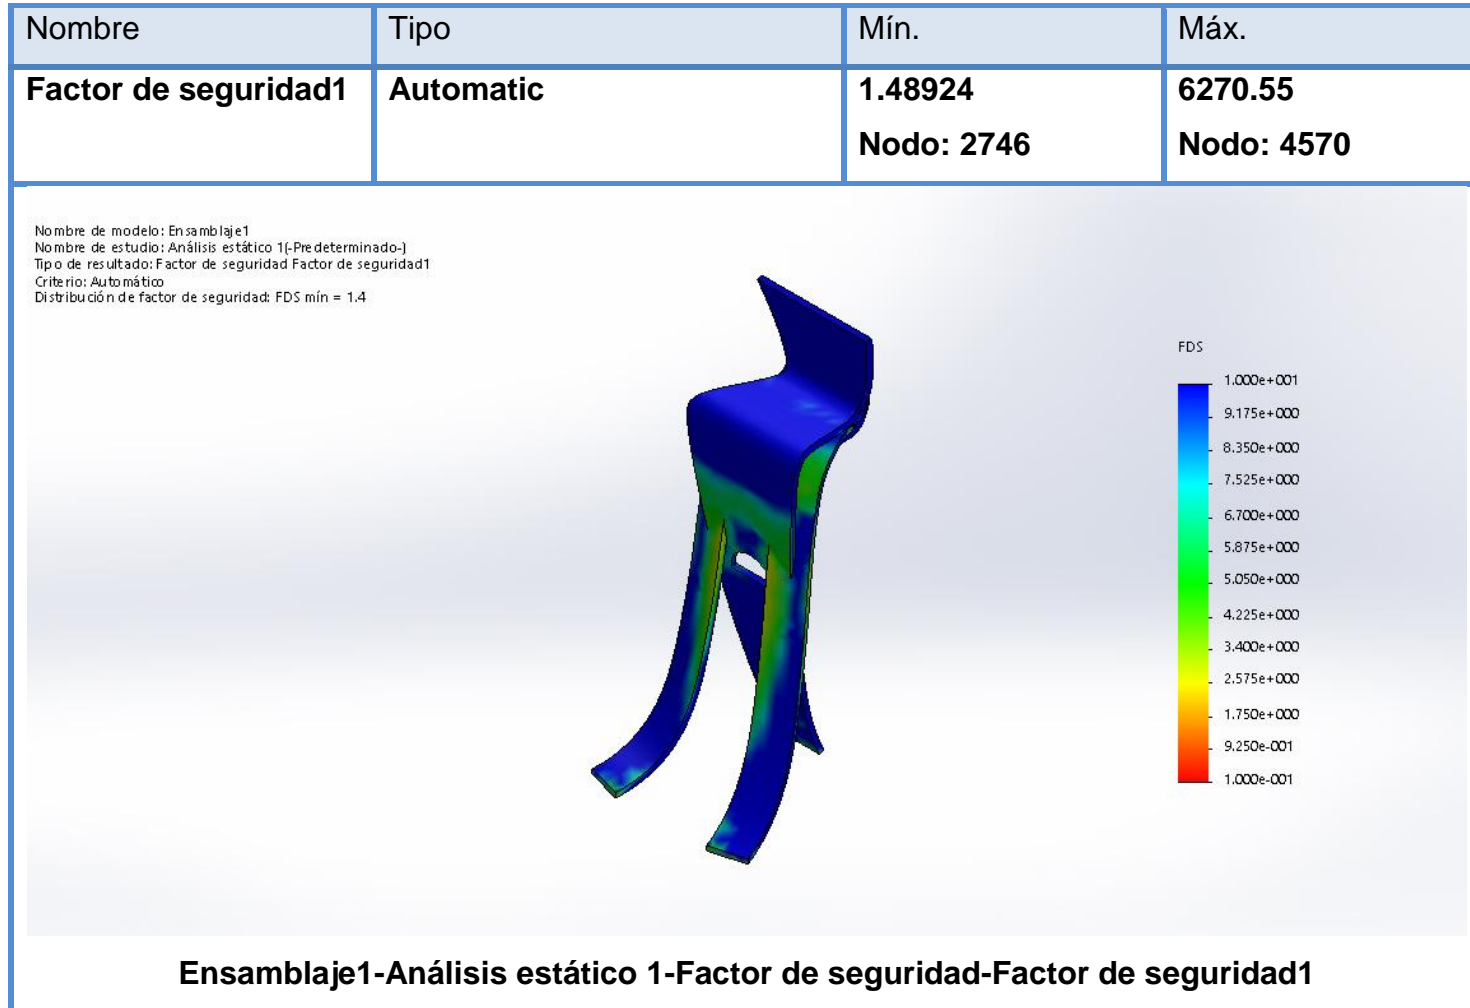 Nombre Tipo Mín. Máx.
Factor de seguridad1 Automatic 1.48924 6270.55
Nodo: 2746 Nodo: 4570
Nombre de modelo: Ensamblaje1
Nombre de estudio: Análisis estático 1(-Predeterminado-)
Tipo de resultado: Factor de seguridad Factor de seguridad1
Criterio: Automático
Distribución de factor de seguridad: FDS mín = 1.4
FDS
1.000e+001
9.175e+000
8.350e+000
7.525e+000
6.700e+000
5.875e+000
5.050e+000
4.225e+000
3.400e+000
2.575e+000
1.750e+000
9.250e-001
1.000e-001
Ensamblaje1-Análisis estático 1-Factor de seguridad-Factor de seguridad1